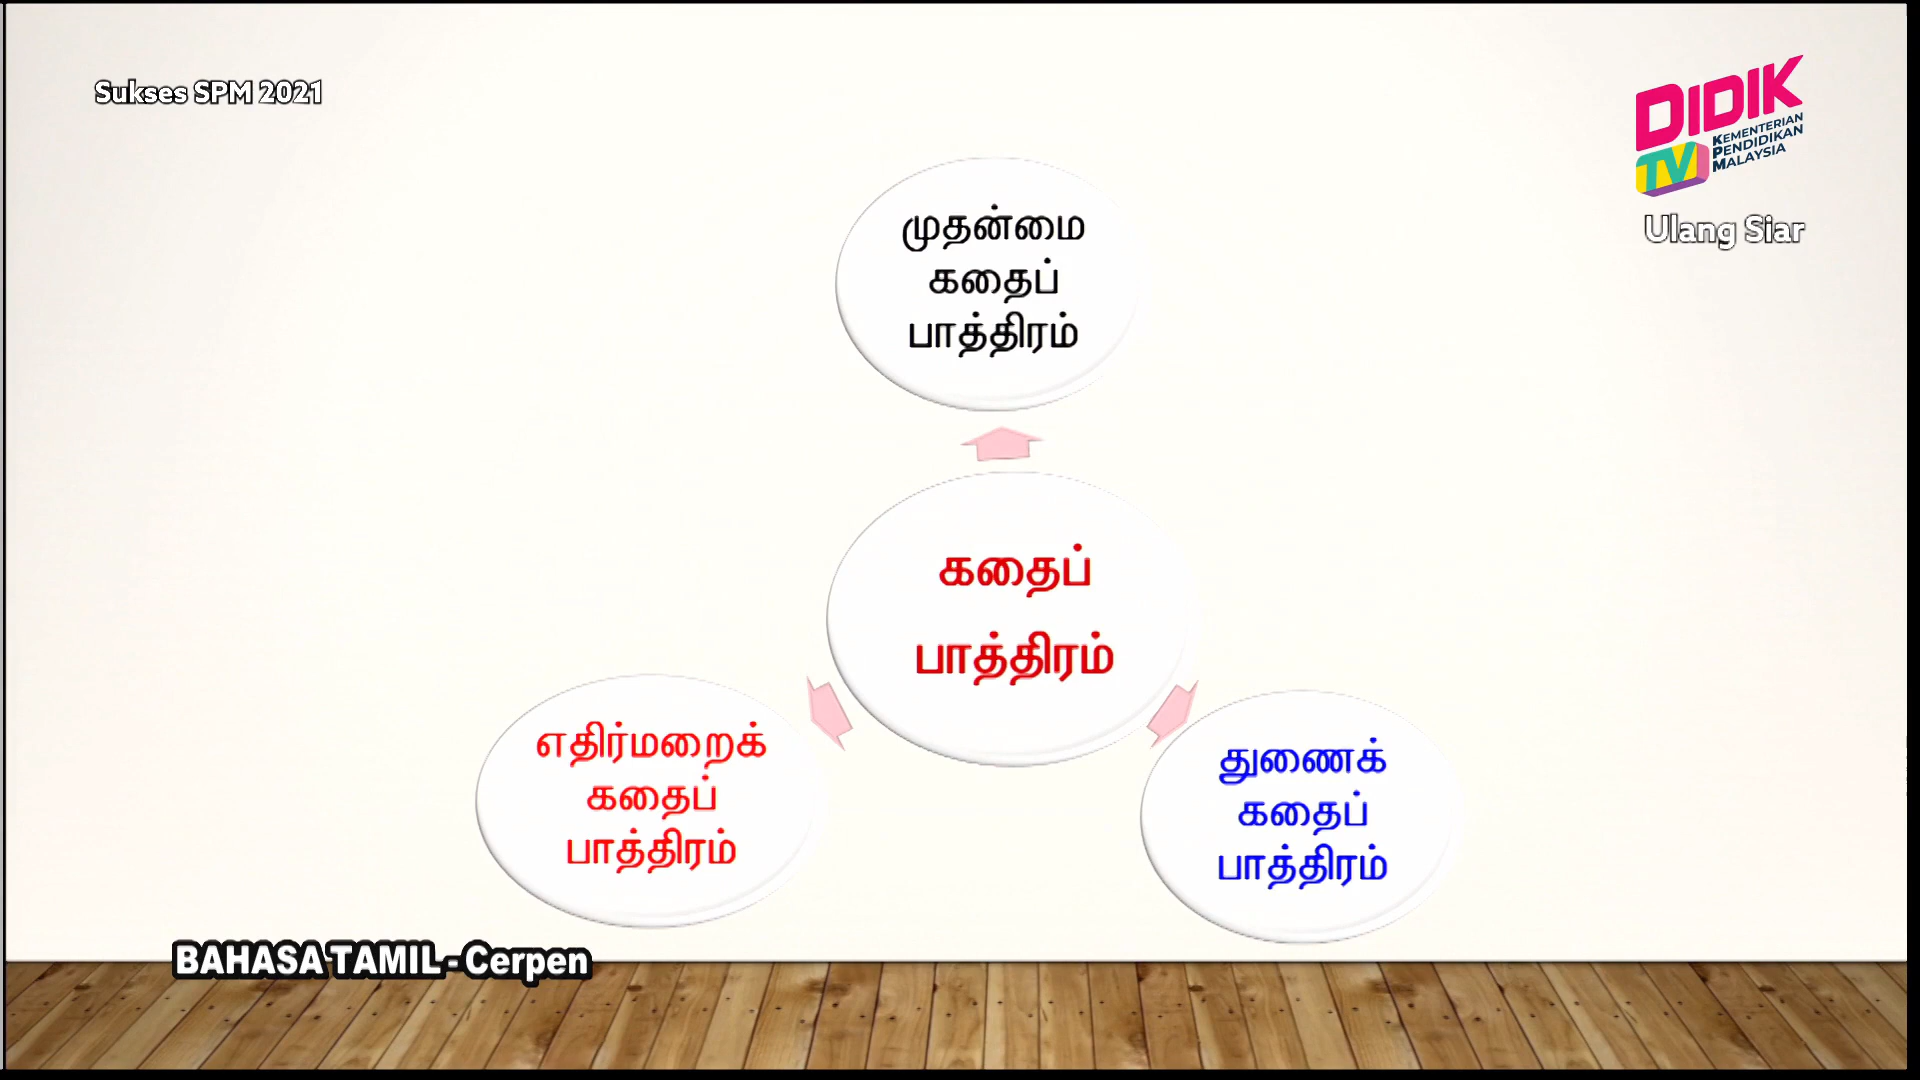 Sukses SPM 2021
DIDIK
TV
KEMENTERIAN
PENDIDIKAN
MALAYSIA
Ulang Siar
முதன்மை
கதைப்
பாத்திரம்
கதைப்
பாத்திரம்
எதிர்மறைக்
கதைப்
பாத்திரம்
துணைக்
கதைப்
பாத்திரம்
BAHASA TAMIL - Cerpen